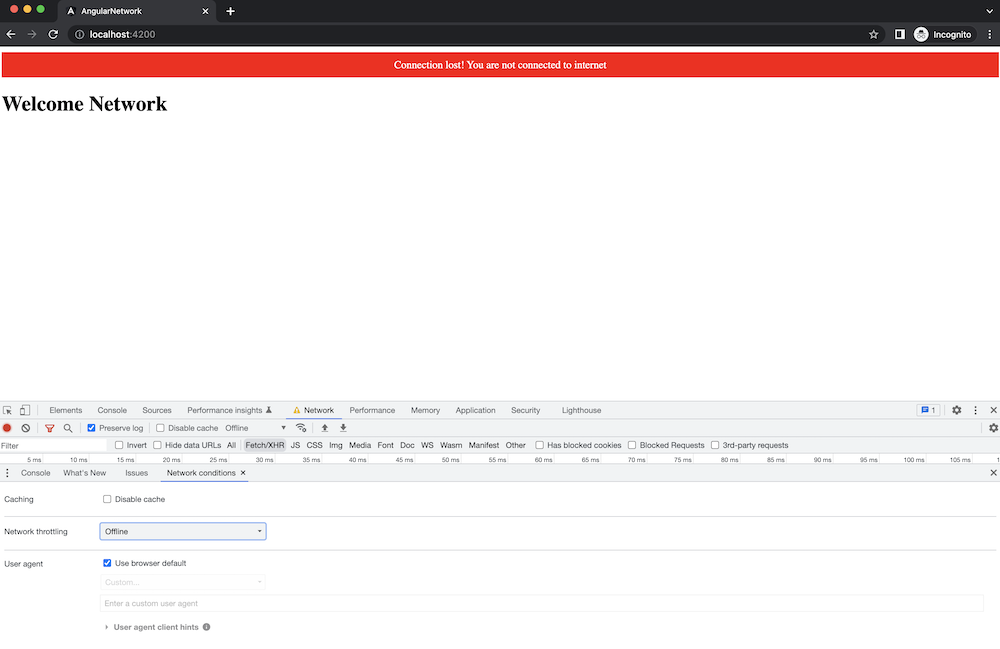 AngularNetwork
localhost:4200
Incognito
Connection lost! You are not connected to internet
Welcome Network
Elements Console Sources Performance insights Network Performance Memory Application Security Lighthouse 1
Preserve log Disable cache Offline
Filter Invert Hide data URLs All Fetch/XHR JS CSS Img Media Font Doc WS Wasm Manifest Other Has blocked cookies Blocked Requests 3rd-party requests
5 ms 10 ms 15 ms 20 ms 25 ms 30 ms 35 ms 40 ms 45 ms 50 ms 55 ms 60 ms 65 ms 70 ms 75 ms 80 ms 85 ms 90 ms 95 ms 100 ms 105 ms 1
Console What's New Issues Network conditions
Caching Disable cache
Network throttling Offline
User agent Use browser default
Custom...
Enter a custom user agent
User agent client hints